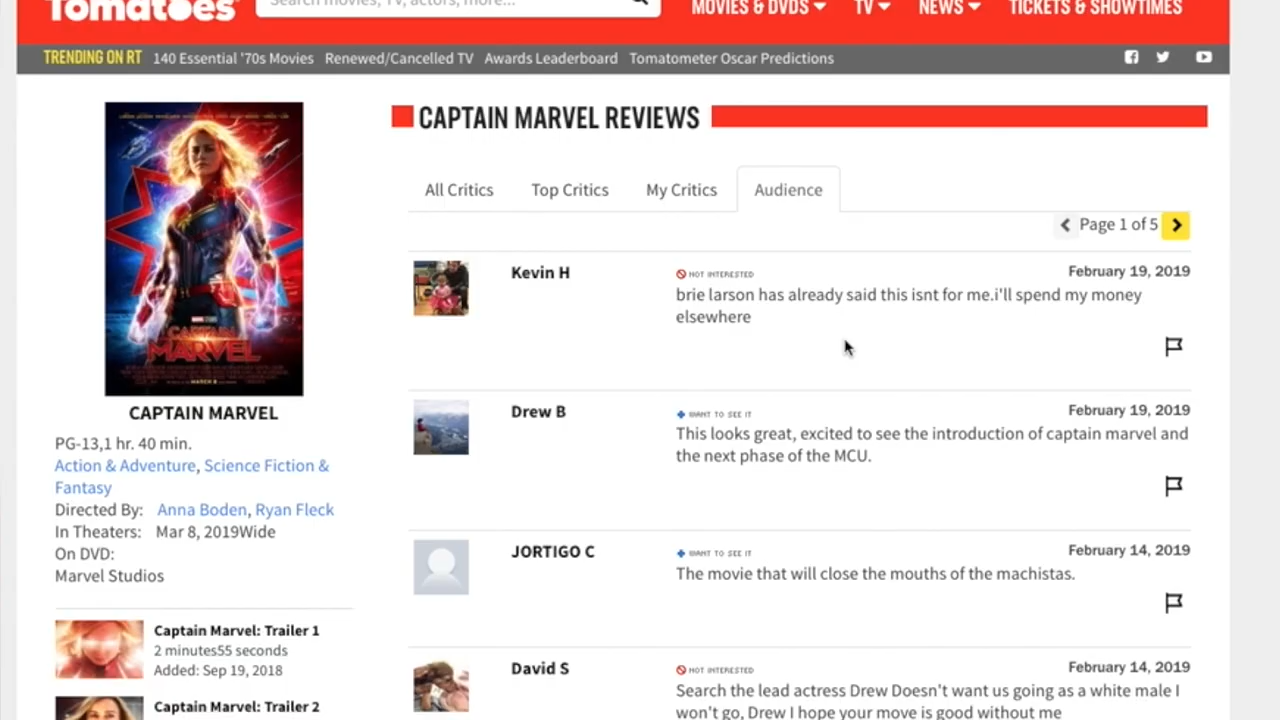 Tomatoes
Search movies, TV, actors, more...
MOVIES & DVDS TV NEWS TICKETS & SHOWTIMES
TRENDING ON RT 140 Essential '70s Movies Renewed/Cancelled TV Awards Leaderboard Tomatometer Oscar Predictions
CAPTAIN MARVEL REVIEWS
All Critics Top Critics My Critics Audience
Page 1 of 5
CAPTAIN
MARVEL
MARCH 8
CAPTAIN MARVEL
PG-13,1 hr. 40 min.
Action & Adventure, Science Fiction &
Fantasy
Directed By: Anna Boden, Ryan Fleck
In Theaters: Mar 8, 2019Wide
On DVD:
Marvel Studios
Captain Marvel: Trailer 1
2 minutes55 seconds
Added: Sep 19, 2018
Captain Marvel: Trailer 2
Kevin H
NOT INTERESTED
February 19, 2019
brie larson has already said this isnt for me.i'll spend my money
elsewhere
Drew B
WANT TO SEE IT
February 19, 2019
This looks great, excited to see the introduction of captain marvel and
the next phase of the MCU.
JORTIGO C
WANT TO SEE IT
February 14, 2019
The movie that will close the mouths of the machistas.
David S
NOT INTERESTED
February 14, 2019
Search the lead actress Drew Doesn't want us going as a white male I
won't go, Drew I hope your move is good without me